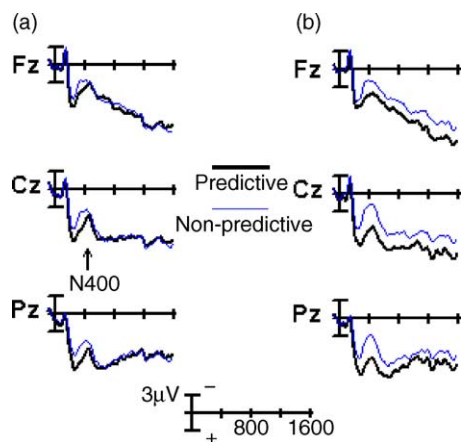 (a) (b)
Fz Fz
Cz Predictive Cz
Non-predictive
N400
Pz Pz
3μV −
+ 800 1600